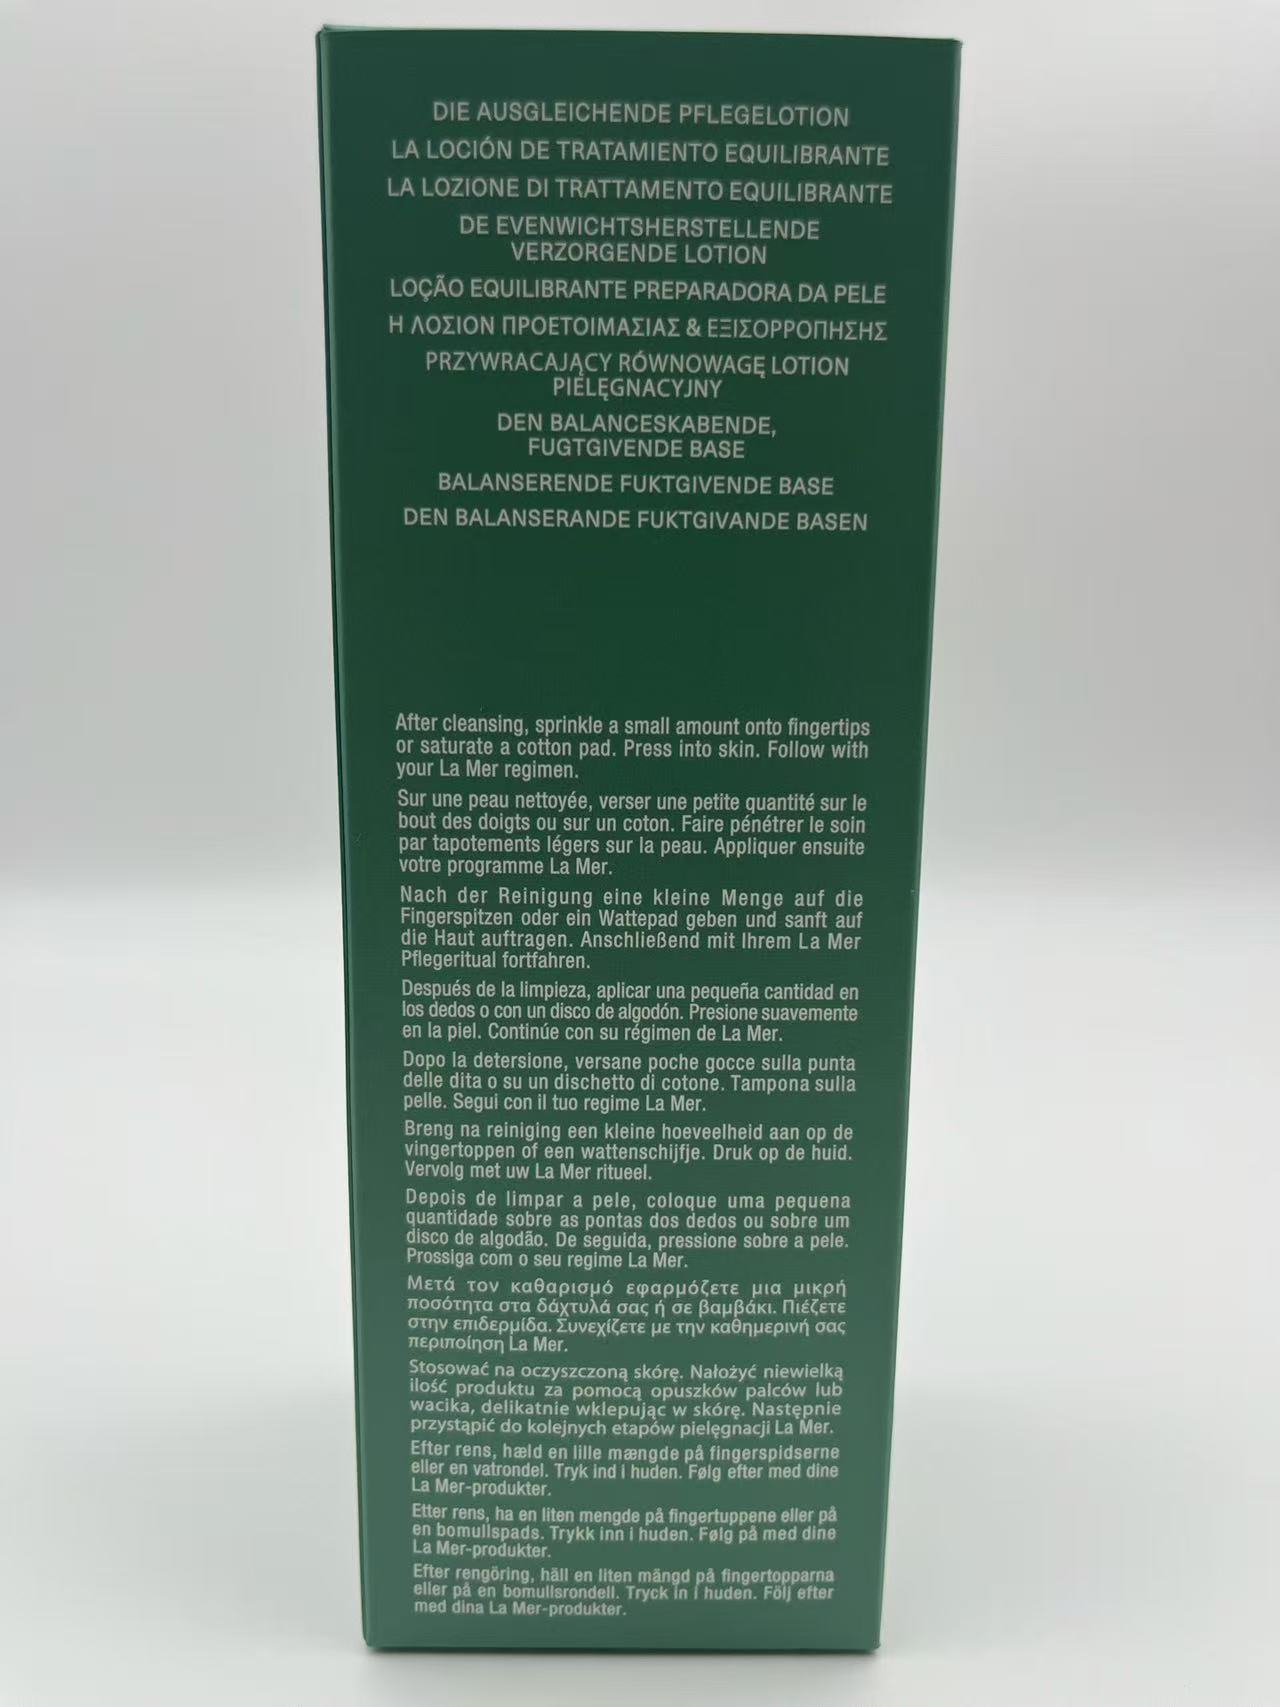 DIE AUSGLEICHENDE PFLEGELOTION
LA LOCIÓN DE TRATAMIENTO EQUILIBRANTE
LA LOZIONE DI TRATTAMENTO EQUILIBRANTE
DE EVENWICHTSHERSTELLENDE
VERZORGENDE LOTION
LOÇÃO EQUILIBRANTE PREPARADORA DA PELE
Η ΛΟΣΙΟΝ ΠΡΟΕΤΟΙΜΑΣΙΑΣ & ΕΞΙΣΟΡΡΟΠΗΣΗΣ
PRZYWRACAJĄCY RÓWNOWAGĘ LOTION
PIELĘGNACYJNY
DEN BALANCESKABENDE,
FUGTGIVENDE BASE
BALANSERENDE FUKTGIVENDE BASE
DEN BALANSERANDE FUKTGIVANDE BASEN
After cleansing, sprinkle a small amount onto fingertips
or saturate a cotton pad. Press into skin. Follow with
your La Mer regimen.
Sur une peau nettoyée, verser une petite quantité sur le
bout des doigts ou sur un coton. Faire pénétrer le soin
par tapotements légers sur la peau. Appliquer ensuite
votre programme La Mer.
Nach der Reinigung eine kleine Menge auf die
Fingerspitzen oder ein Wattepad geben und sanft auf
die Haut auftragen. Anschließend mit Ihrem La Mer
Pflegeritual fortfahren.
Después de la limpieza, aplicar una pequeña cantidad en
los dedos o con un disco de algodón. Presione suavemente
en la piel. Continúe con su régimen de La Mer.
Dopo la detersione, versane poche gocce sulla punta
delle dita o su un dischetto di cotone. Tampona sulla
pelle. Segui con il tuo regime La Mer.
Breng na reiniging een kleine hoeveelheid aan op de
vingertoppen of een wattenschijfje. Druk op de huid.
Vervolg met uw La Mer ritueel.
Depois de limpar a pele, coloque uma pequena
quantidade sobre as pontas dos dedos ou sobre um
disco de algodão. De seguida, pressione sobre a pele.
Prossiga com o seu regime La Mer.
Μετά τον καθαρισμό εφαρμόζετε μια μικρή
ποσότητα στα δάχτυλά σας ή σε βαμβάκι. Πιέζετε
στην επιδερμίδα. Συνεχίζετε με την καθημερινή σας
περιποίηση La Mer.
Stosować na oczyszczoną skórę. Nałożyć niewielką
ilość produktu za pomocą opuszków palców lub
wacika, delikatnie wklepując w skórę. Następnie
przystąpić do kolejnych etapów pielęgnacji La Mer.
Efter rens, hæld en lille mængde på fingerspidserne
eller en vatrondel. Tryk ind i huden. Følg efter med dine
La Mer-produkter.
Etter rens, ha en liten mengde på fingertuppene eller på
en bomullspads. Trykk inn i huden. Følg på med dine
La Mer-produkter.
Efter rengöring, häll en liten mängd på fingertopparna
eller på en bomullsrondell. Tryck in i huden. Följ efter
med dina La Mer-produkter.